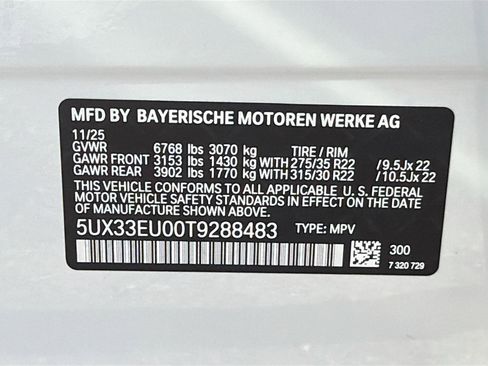 MFD BY BAYERISCHE MOTOREN WERKE AG
11/25
GVWR 6768 lbs 3070 kg TIRE / RIM
GAWR FRONT 3153 lbs 1430 kg WITH 275/35 R22 / 9.5Jx 22
GAWR REAR 3902 lbs 1770 kg WITH 315/30 R22 / 10.5Jx 22
THIS VEHICLE CONFORMS TO ALL APPLICABLE U. S. FEDERAL
MOTOR VEHICLE SAFETY STANDARDS IN EFFECT ON THE
DATE OF MANUFACTURE SHOWN ABOVE.
5UX33EU00T9288483 TYPE: MPV
300
7 320 729